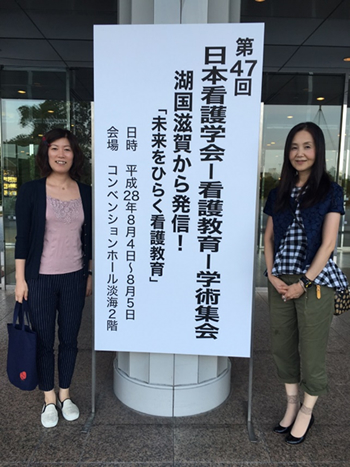 第47回
日本看護学会―看護教育―学術集会
湖国滋賀から発信！
「未来をひらく看護教育」
日時　平成28年8月4日～8月5日
会場　コンベンションホール淡海2階